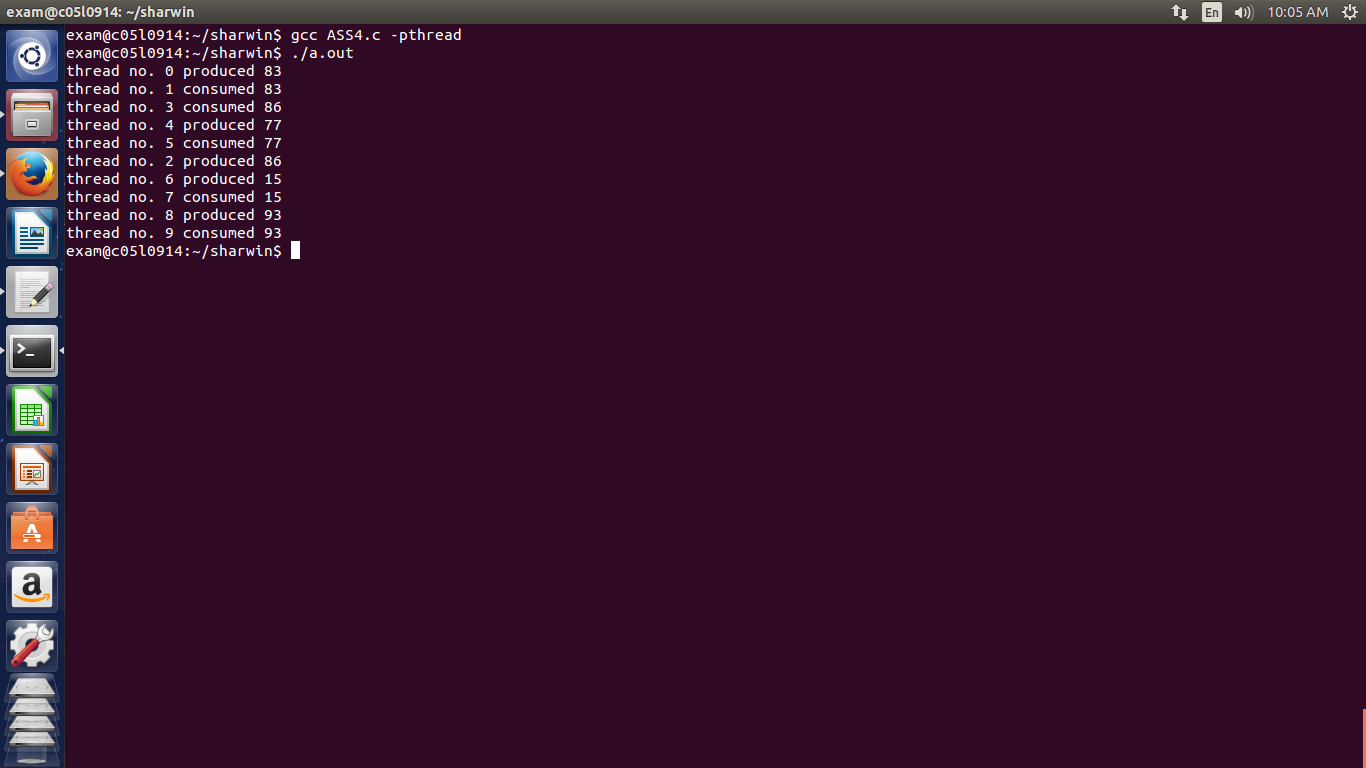 exam@c05l0914: ~/sharwin
En
10:05 AM
exam@c05l0914:~/sharwin$ gcc ASS4.c -pthread
exam@c05l0914:~/sharwin$ ./a.out
thread no. 0 produced 83
thread no. 1 consumed 83
thread no. 3 consumed 86
thread no. 4 produced 77
thread no. 5 consumed 77
thread no. 2 produced 86
thread no. 6 produced 15
thread no. 7 consumed 15
thread no. 8 produced 93
thread no. 9 consumed 93
exam@c05l0914:~/sharwin$